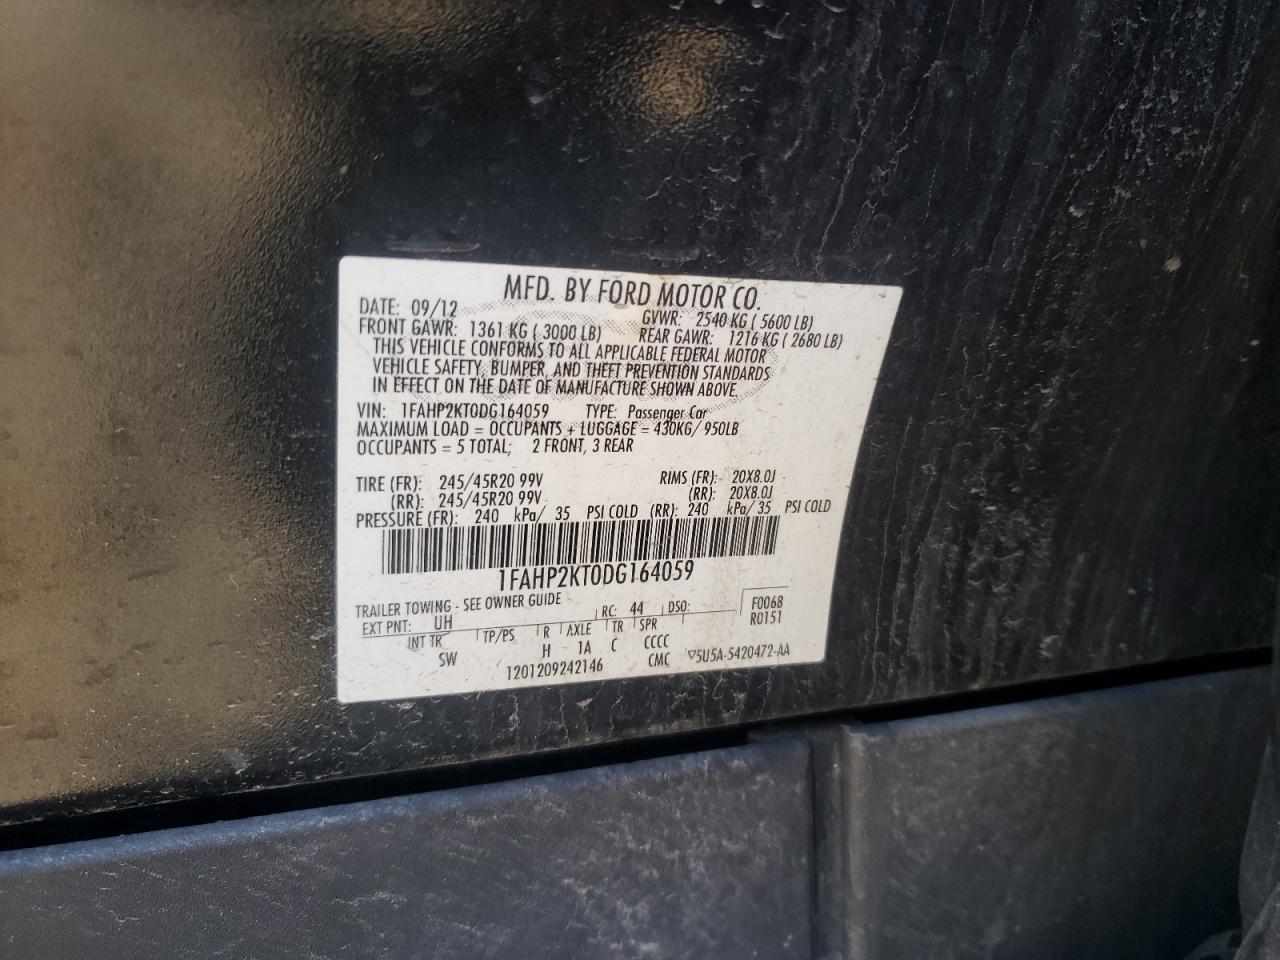 MFD. BY FORD MOTOR CO.
DATE: 09/12 GVWR: 2540 KG ( 5600 LB)
FRONT GAWR: 1361 KG ( 3000 LB) REAR GAWR: 1216 KG ( 2680 LB)
THIS VEHICLE CONFORMS TO ALL APPLICABLE FEDERAL MOTOR
VEHICLE SAFETY, BUMPER, AND THEFT PREVENTION STANDARDS
IN EFFECT ON THE DATE OF MANUFACTURE SHOWN ABOVE.
VIN: 1FAHP2KT0DG164059 TYPE: Passenger Car
MAXIMUM LOAD = OCCUPANTS + LUGGAGE = 430KG/ 950LB
OCCUPANTS = 5 TOTAL; 2 FRONT, 3 REAR
TIRE (FR): 245/45R20 99V RIMS (FR): 20X8.0J
(RR): 245/45R20 99V (RR): 20X8.0J
PRESSURE (FR): 240 kPa/ 35 PSI COLD (RR): 240 kPa/ 35 PSI COLD
1FAHP2KT0DG164059
TRAILER TOWING - SEE OWNER GUIDE
EXT PNT: UH RC: 44 DSO: F0068
R0151
INT TR TP/PS R AXLE TR SPR
SW H 1A C CCCC
1201209242146 CMC ▽5U5A-5420472-AA